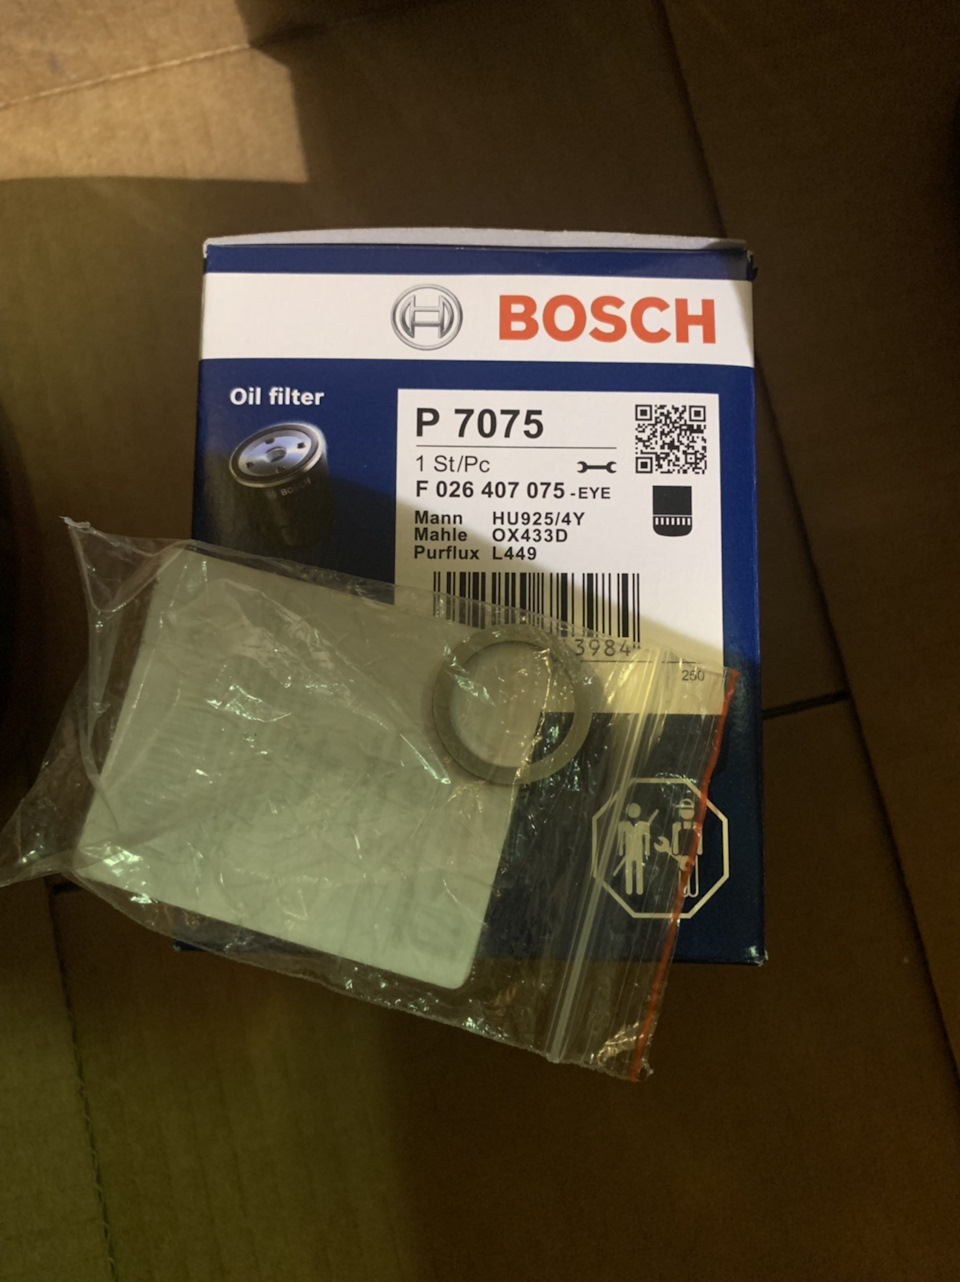 BOSCH
Oil filter
BOSCH
P 7075
1 St/Pc
F 026 407 075 -EYE
Mann HU925/4Y
Mahle OX433D
Purflux L449
3984
250